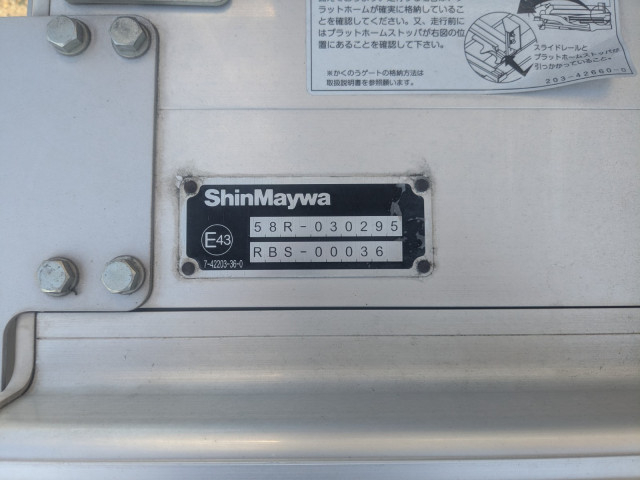 ラットホームが確実に格納しているこ
とを確認してください。又、走行前には
はプラットホームストッパが右図の位
置にあることを確認して下さい。
※かくのうゲートの格納方法は
取扱説明書を参照願います。
スライドレールと
プラットホームストッパが
引っかかっていること。
ShinMaywa
58R-030295
E43
RBS-00036
7-42203-36-0